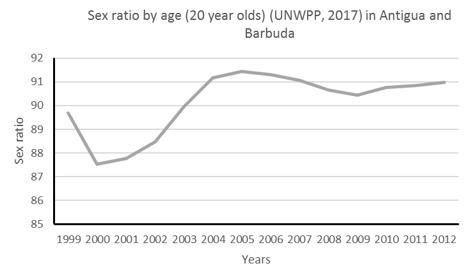 Sex ratio by age (20 year olds) (UNWPP, 2017) in Antigua and
Barbuda
92
91
90
89
88
87
86
85
Sex ratio
1999 2000 2001 2002 2003 2004 2005 2006 2007 2008 2009 2010 2011 2012
Years